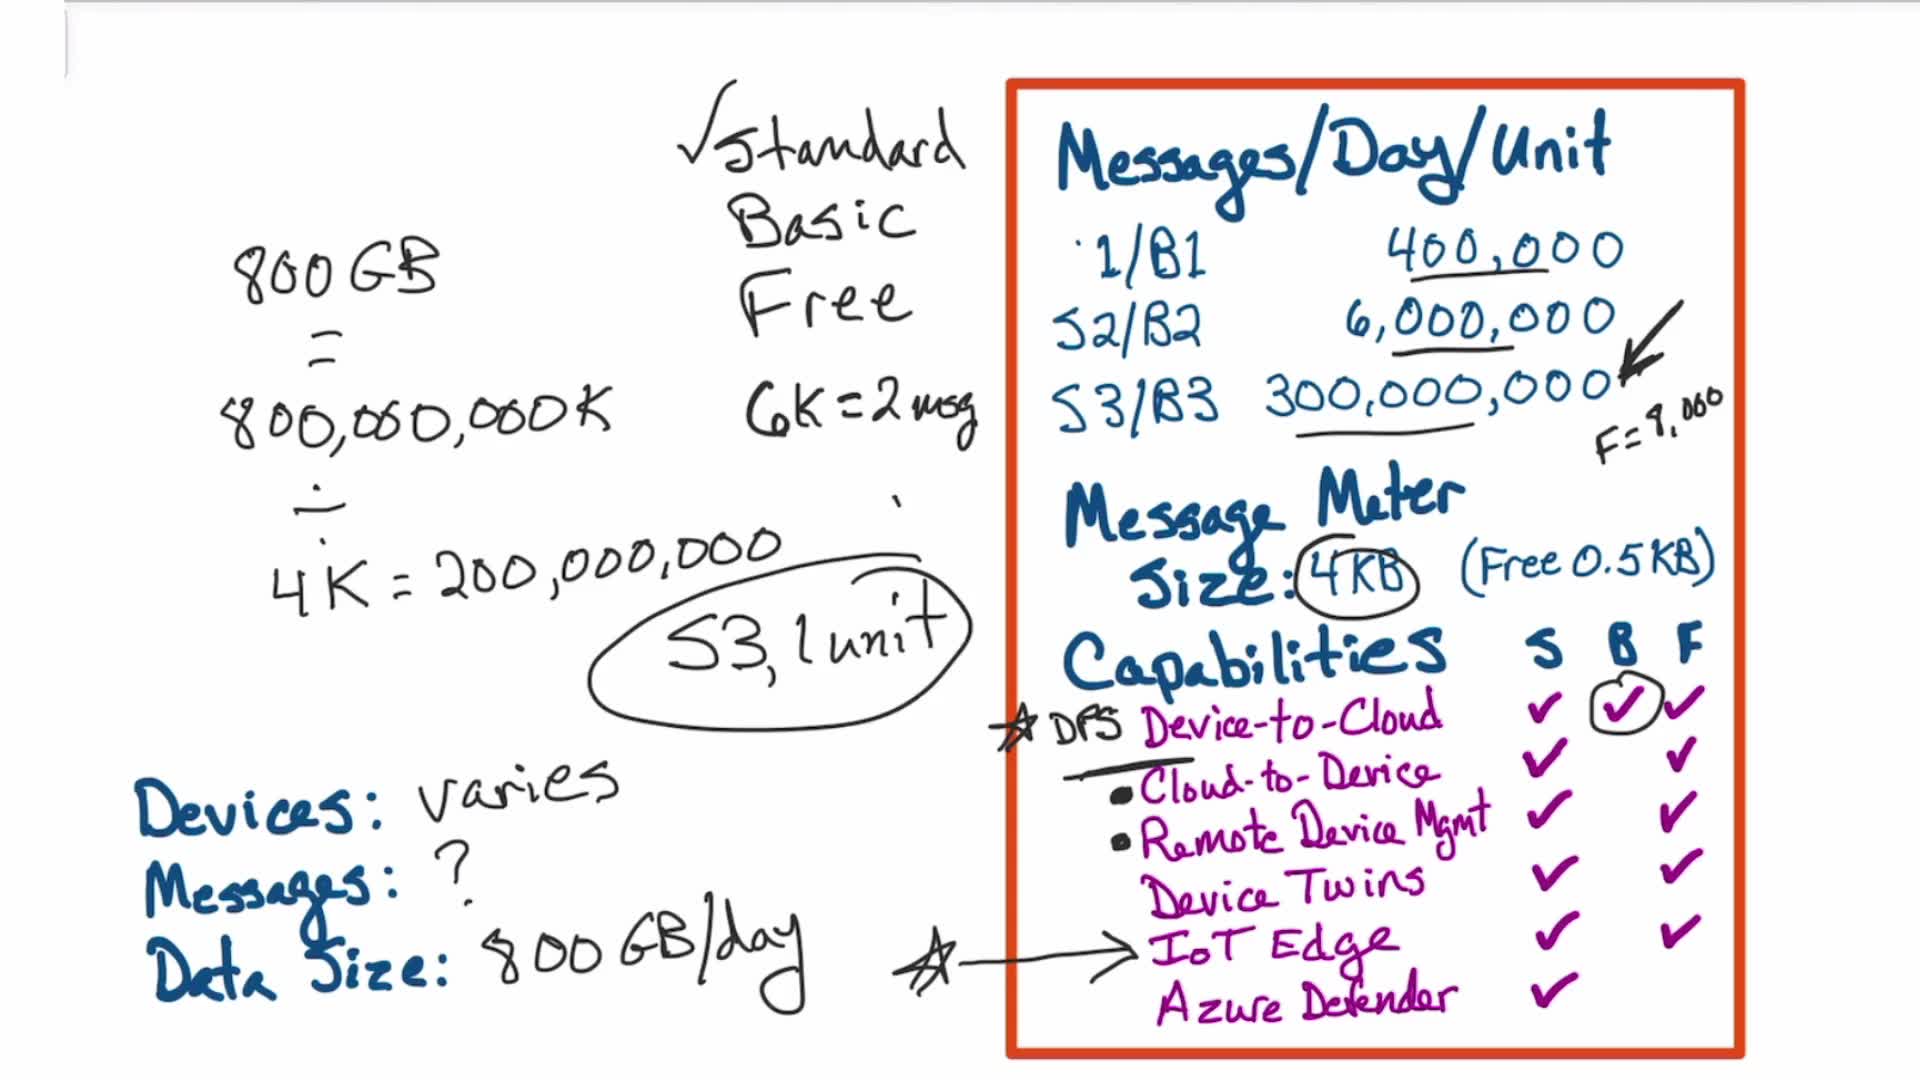 800 GB
=
800,000,000K
÷
4K = 200,000,000
S3, 1 unit
✓Standard
Basic
Free
6K = 2 msg
Devices: varies
Messages: ?
Data Size: 800 GB/day
Messages/Day/Unit
1/B1 400,000
S2/B2 6,000,000
S3/B3 300,000,000
F = 8,000
Message Meter
Size: 4KB (Free 0.5KB)
Capabilities S B F
DPS Device-to-Cloud ✓ ✓ ✓
• Cloud-to-Device ✓ ✓
• Remote Device Mgmt ✓ ✓
Device Twins ✓ ✓
IoT Edge ✓ ✓
Azure Defender ✓